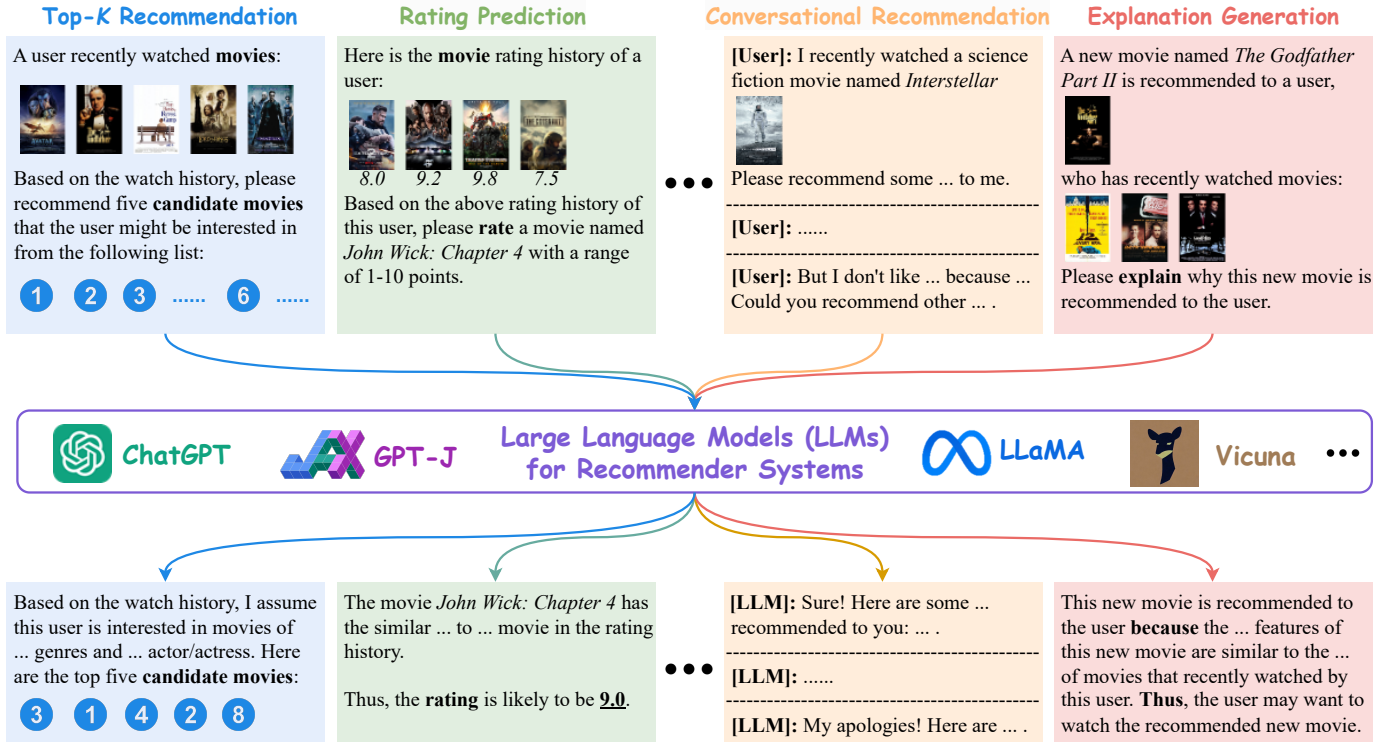 Top-K Recommendation
A user recently watched movies:
Based on the watch history, please
recommend five candidate movies
that the user might be interested in
from the following list:
1 2 3 ...... 6 ......
Rating Prediction
Here is the movie rating history of a
user:
8.0 9.2 9.8 7.5
Based on the above rating history of
this user, please rate a movie named
John Wick: Chapter 4 with a range
of 1-10 points.
Conversational Recommendation
[User]: I recently watched a science
fiction movie named Interstellar
Please recommend some ... to me.
[User]: ......
[User]: But I don't like ... because ...
Could you recommend other ... .
Explanation Generation
A new movie named The Godfather
Part II is recommended to a user,
who has recently watched movies:
Please explain why this new movie is
recommended to the user.
ChatGPT
JAX
GPT-J
Large Language Models (LLMs)
for Recommender Systems
LLaMA
Vicuna
Based on the watch history, I assume
this user is interested in movies of
... genres and ... actor/actress. Here
are the top five candidate movies:
3 1 4 2 8
The movie John Wick: Chapter 4 has
the similar ... to ... movie in the rating
history.
Thus, the rating is likely to be 9.0.
[LLM]: Sure! Here are some ...
recommended to you: ... .
[LLM]: ......
[LLM]: My apologies! Here are ... .
This new movie is recommended to
the user because the ... features of
this new movie are similar to the ...
of movies that recently watched by
this user. Thus, the user may want to
watch the recommended new movie.